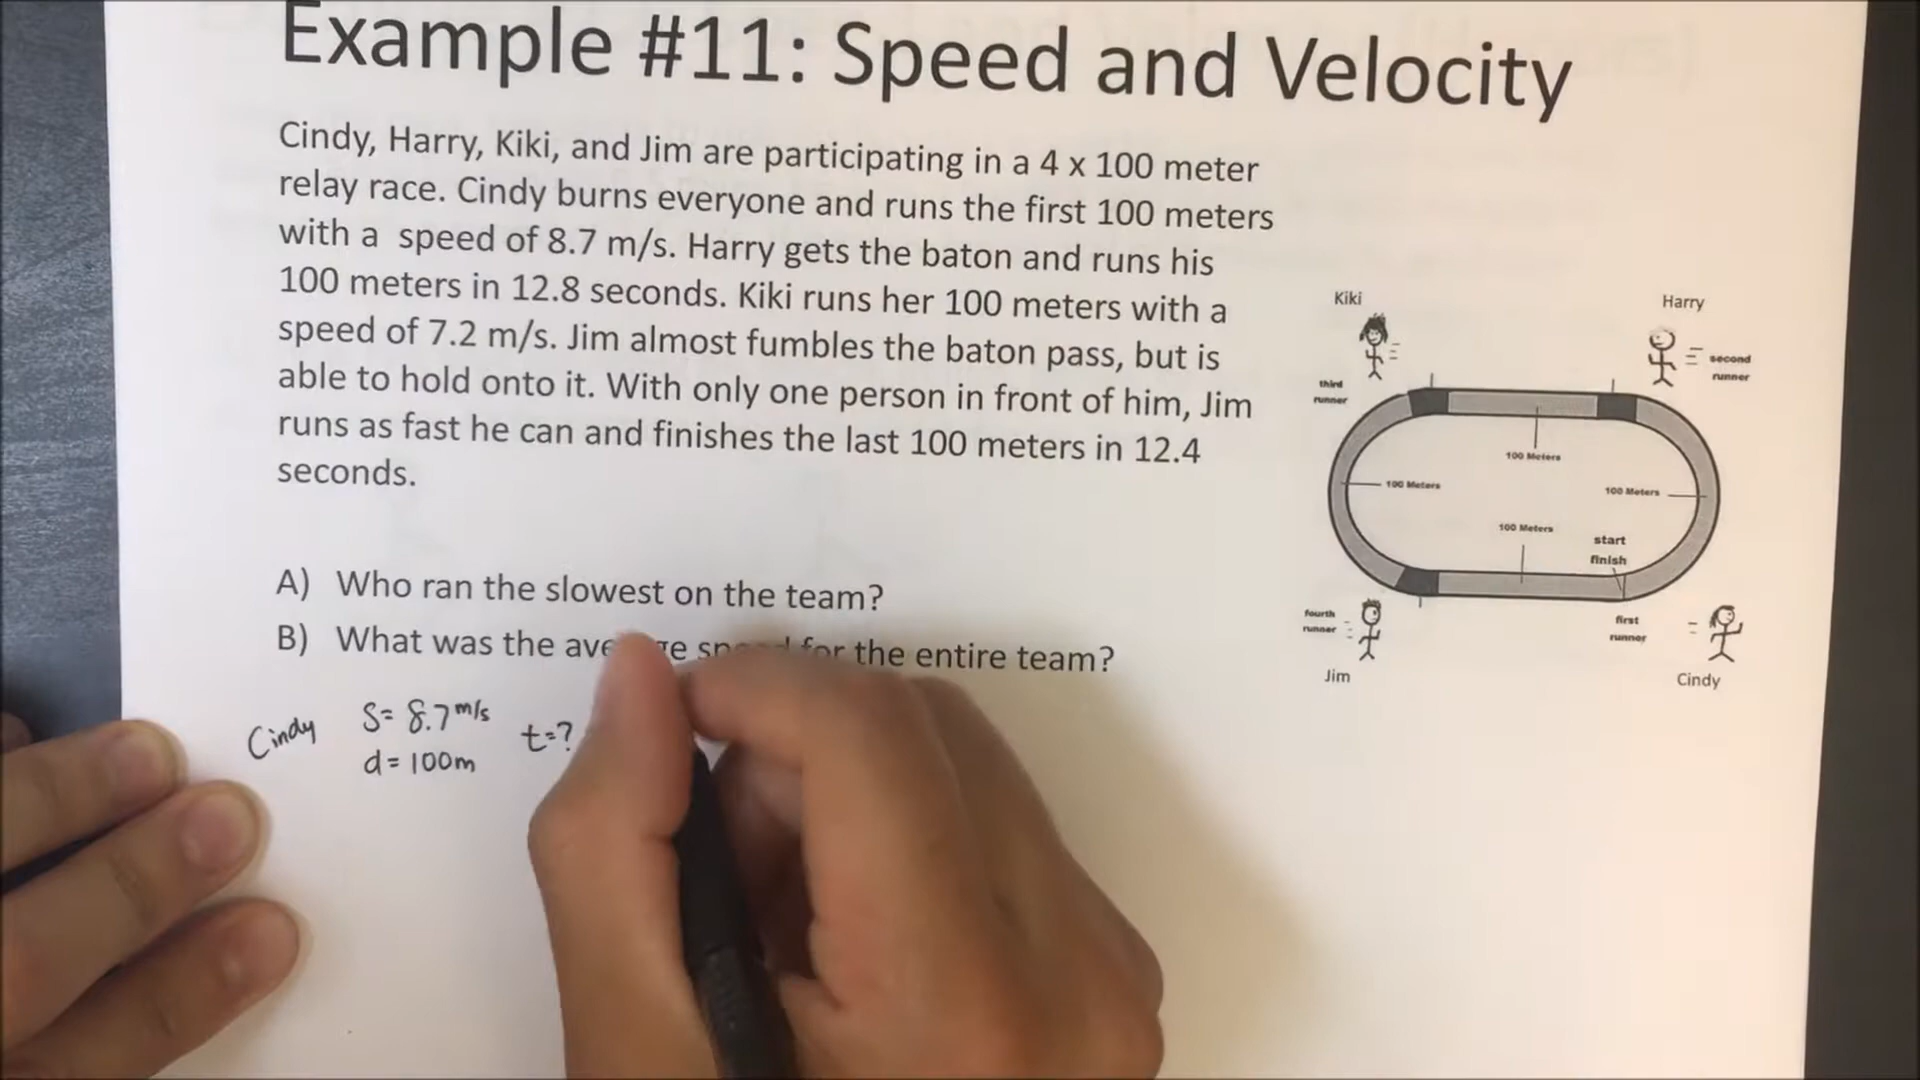 Example #11: Speed and Velocity
Cindy, Harry, Kiki, and Jim are participating in a 4 x 100 meter
relay race. Cindy burns everyone and runs the first 100 meters
with a speed of 8.7 m/s. Harry gets the baton and runs his
100 meters in 12.8 seconds. Kiki runs her 100 meters with a
speed of 7.2 m/s. Jim almost fumbles the baton pass, but is
able to hold onto it. With only one person in front of him, Jim
runs as fast he can and finishes the last 100 meters in 12.4
seconds.
A) Who ran the slowest on the team?
B) What was the for the entire team?
Cindy S= 8.7 m/s t=?
d= 100m
Kiki
Harry
second
runner
third
runner
100 Meters
100 Meters
100 Meters
100 Meters
start
finish
fourth
runner
first
runner
Jim
Cindy